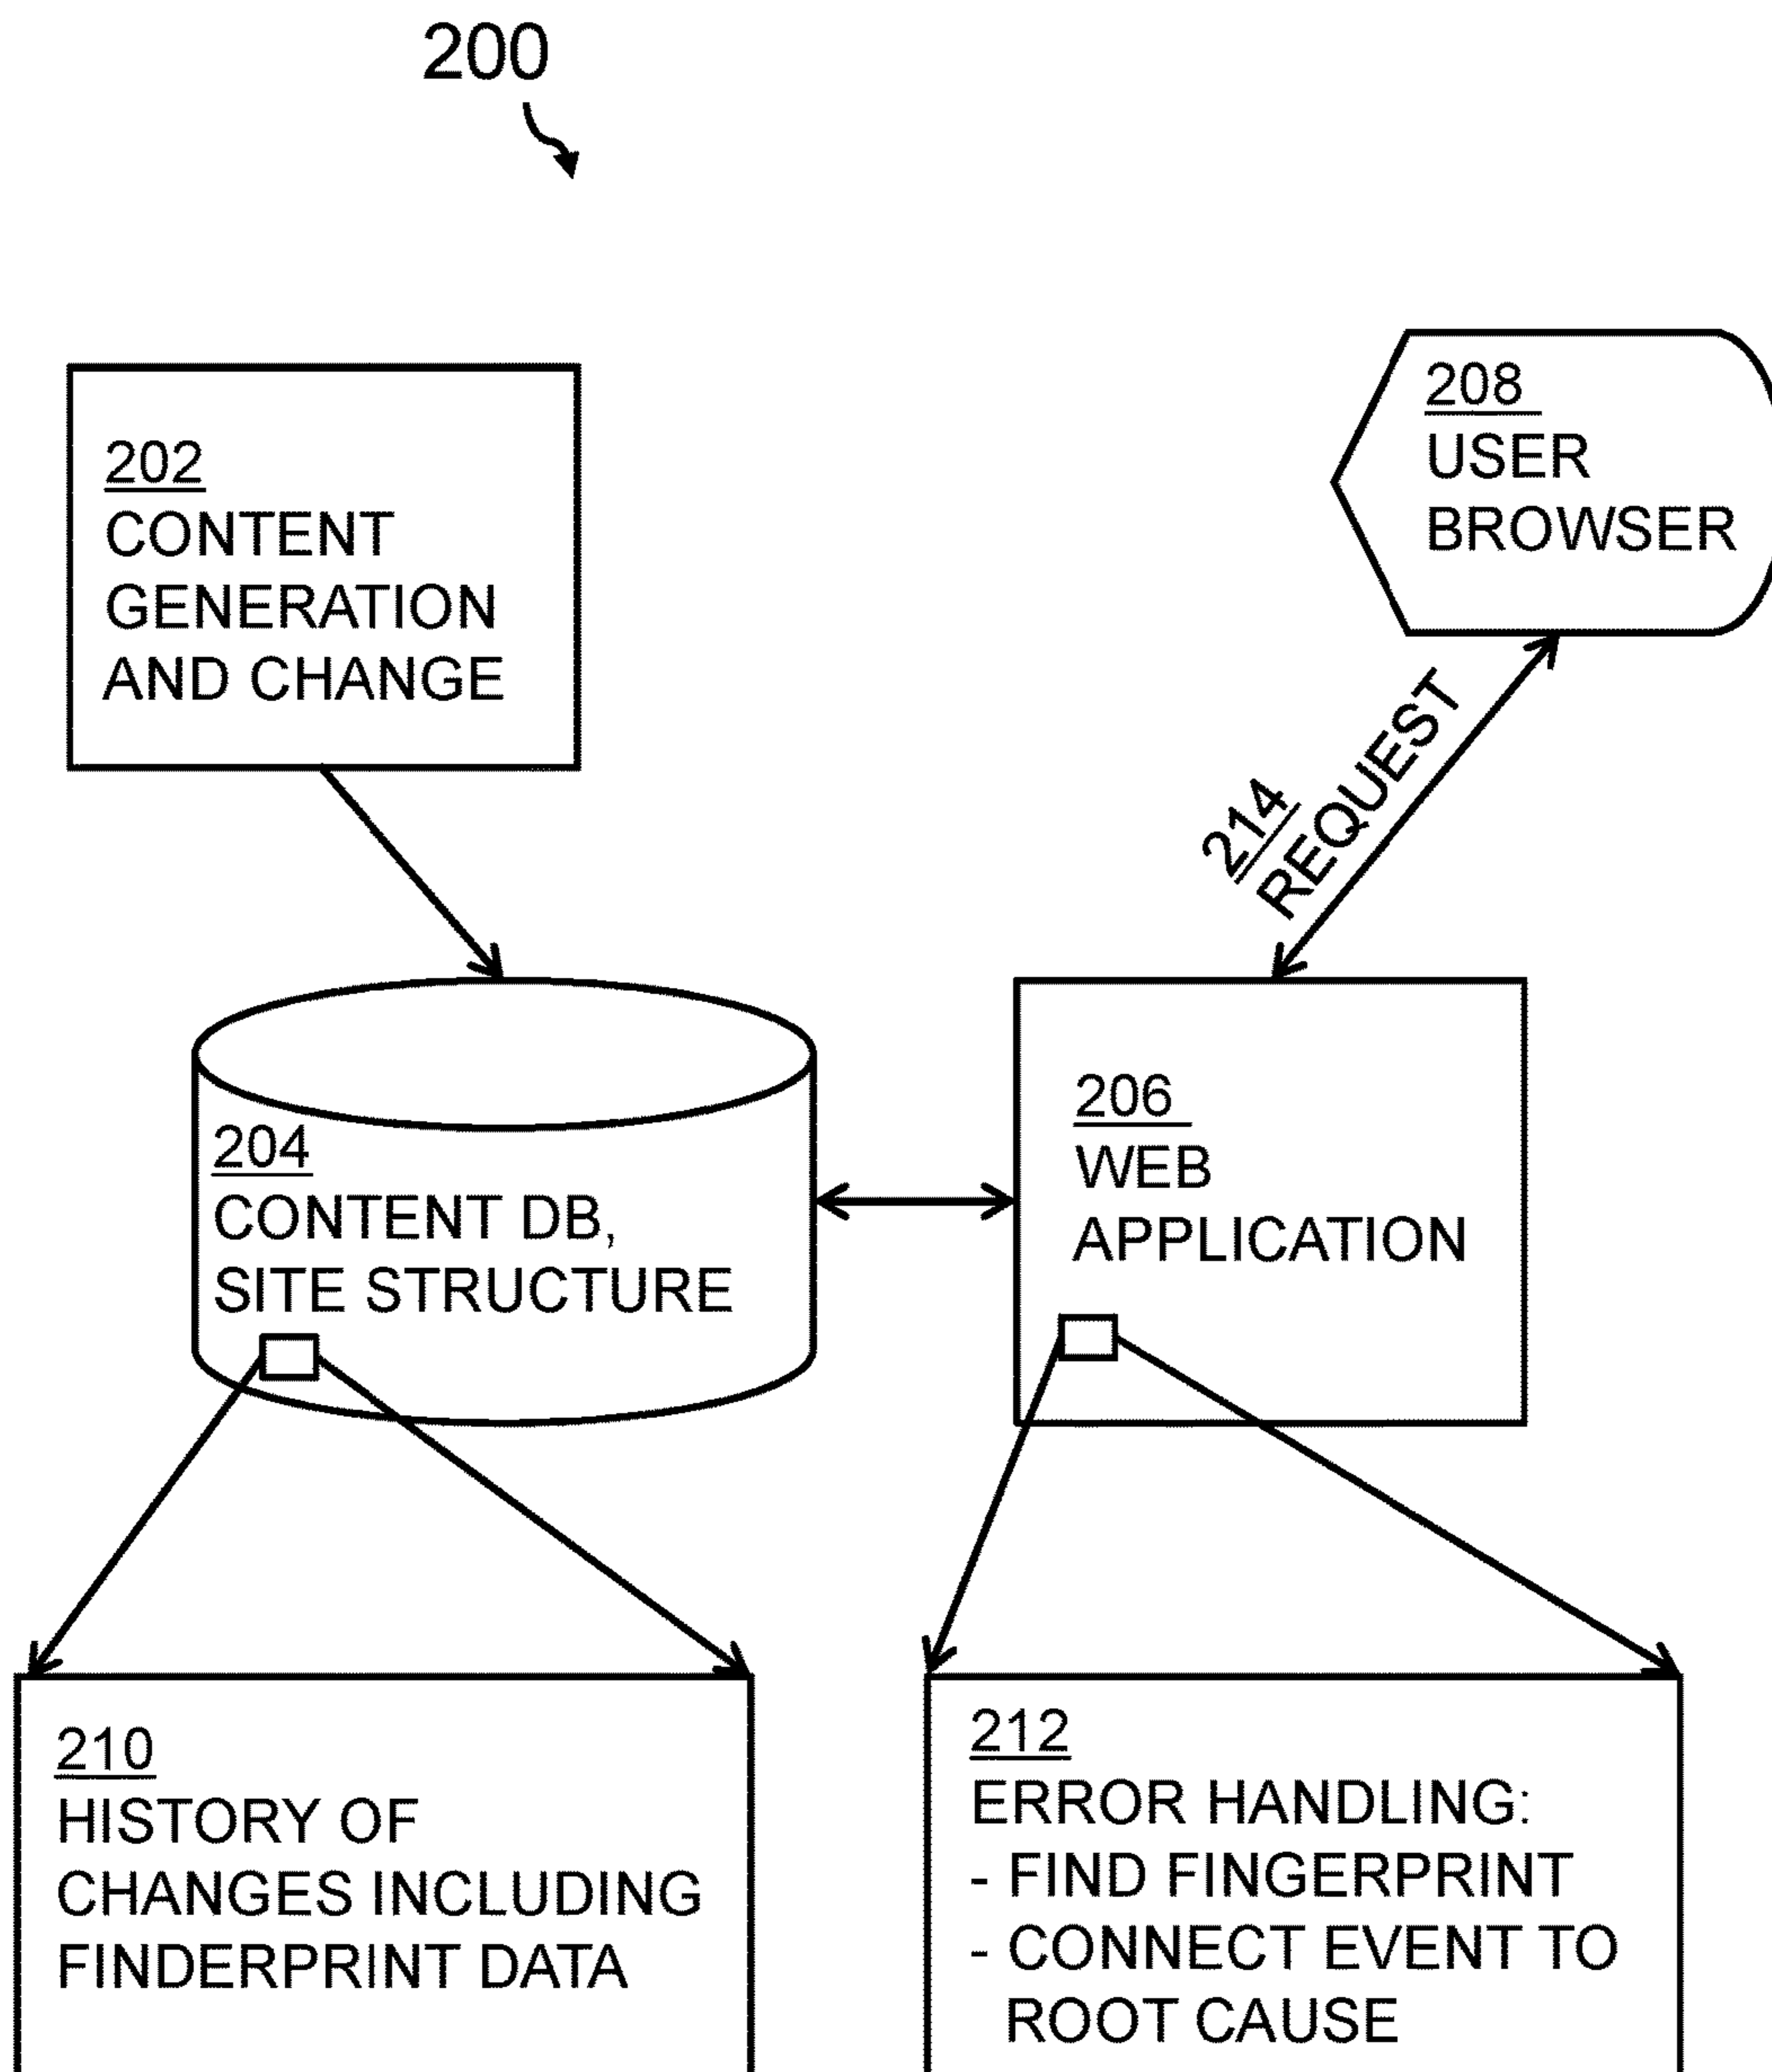 200
202
CONTENT
GENERATION
AND CHANGE
208
USER
BROWSER
214
REQUEST
204
CONTENT DB,
SITE STRUCTURE
206
WEB
APPLICATION
210
HISTORY OF
CHANGES INCLUDING
FINDERPRINT DATA
212
ERROR HANDLING:
- FIND FINGERPRINT
- CONNECT EVENT TO
ROOT CAUSE